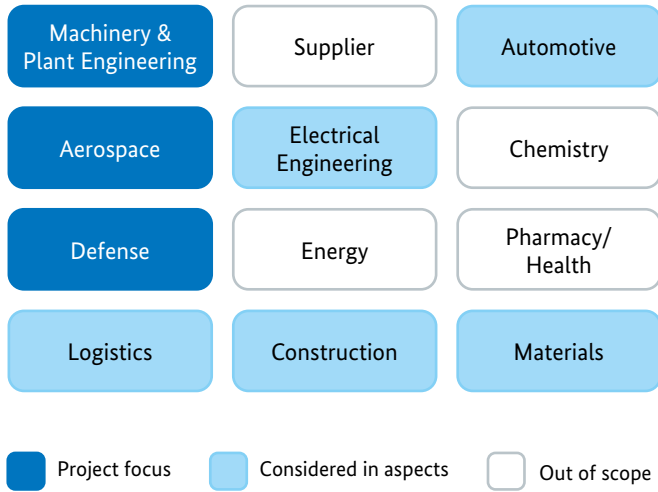 Machinery &
Plant Engineering
Supplier
Automotive
Aerospace
Electrical
Engineering
Chemistry
Defense
Energy
Pharmacy/
Health
Logistics
Construction
Materials
Project focus
Considered in aspects
Out of scope